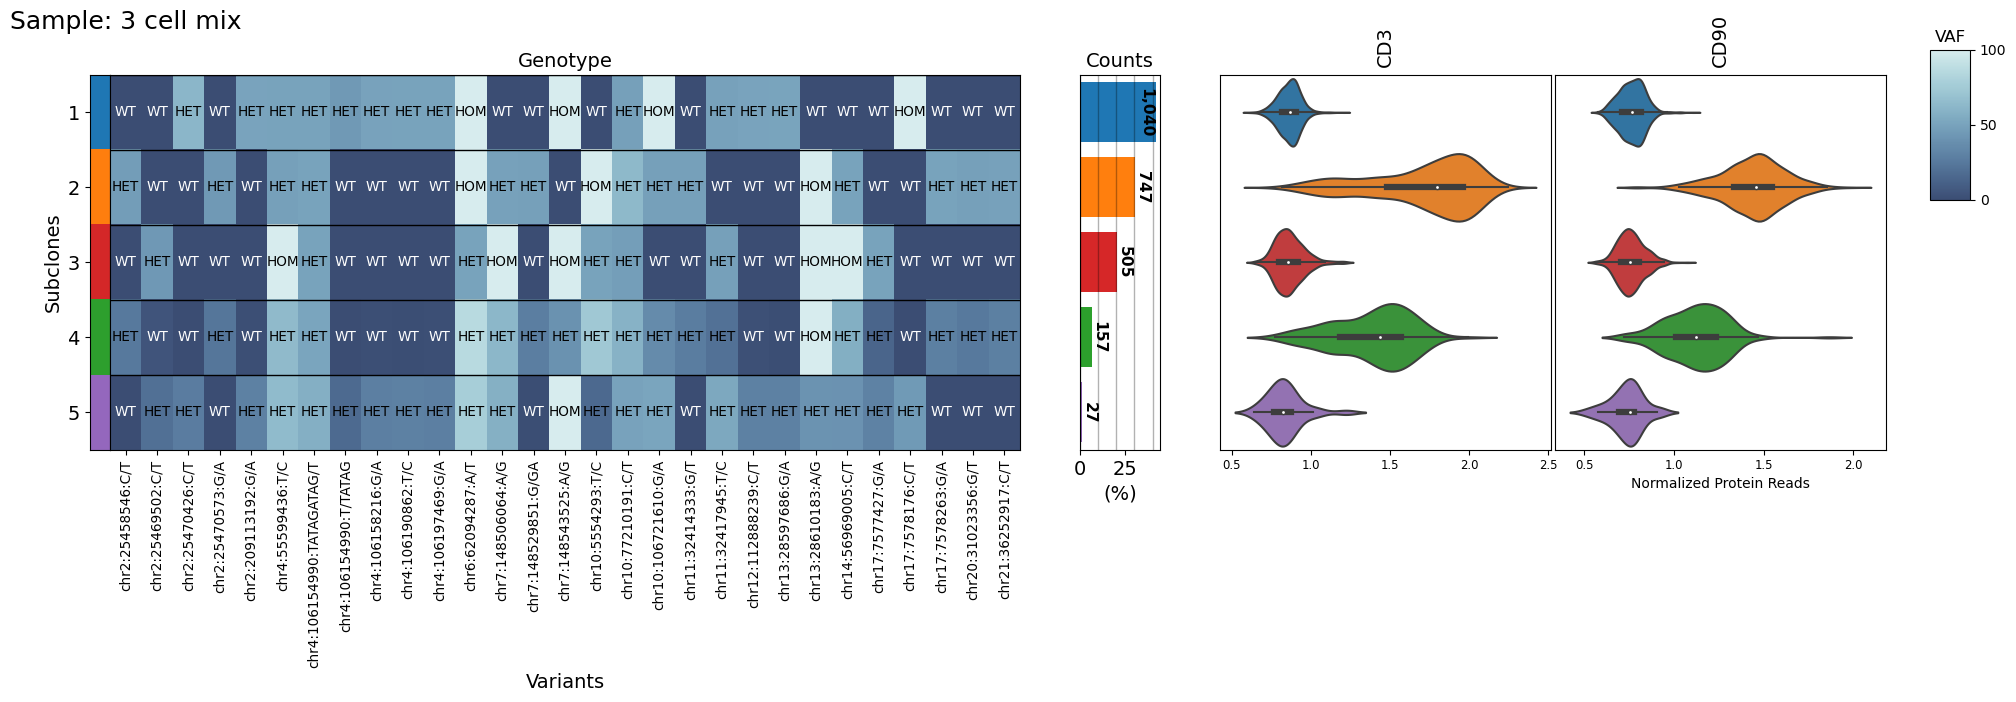 Sample: 3 cell mix
Genotype
Counts
CD3
CD90
VAF
Subclones
1 WT WT HET WT HET HET HET HET HET HET HET HOM WT WT HOM WT HET HOM WT HET HET HET WT WT WT HOM WT WT WT
2 HET WT WT HET WT HET HET WT WT WT WT HOM HET HET WT HOM HET HET HET WT WT WT HOM HET WT WT HET HET HET
3 WT HET WT WT WT HOM HET WT WT WT WT HET HOM WT HOM HET HET WT WT HET WT WT HOM HOM HET WT WT WT WT
4 HET WT WT HET WT HET HET WT WT WT WT HET HET HET HET HET HET HET HET HET WT WT HOM HET HET WT HET HET HET
5 WT HET HET WT HET HET HET HET HET HET HET HET HET WT HOM HET HET HET WT HET HET HET HET HET HET HET WT WT WT
chr2:25458546:C/T
chr2:25469502:C/T
chr2:25470426:C/T
chr2:25470573:G/A
chr2:209113192:G/A
chr4:55599436:T/C
chr4:106154990:TATAGATAG/T
chr4:106154990:T/TATAG
chr4:106158216:G/A
chr4:106190862:T/C
chr4:106197469:G/A
chr6:62094287:A/T
chr7:148506064:A/G
chr7:148529851:G/GA
chr7:148543525:A/G
chr10:5554293:T/C
chr10:77210191:C/T
chr10:106721610:G/A
chr11:32414333:G/T
chr11:32417945:T/C
chr12:112888239:C/T
chr13:28597686:G/A
chr13:28610183:A/G
chr14:56969005:C/T
chr17:7577427:G/A
chr17:7578176:C/T
chr17:7578263:G/A
chr20:31023356:G/T
chr21:36252917:C/T
Variants
1,040
747
505
157
27
0 25
(%)
0.5 1.0 1.5 2.0 2.5
0.5 1.0 1.5 2.0
Normalized Protein Reads
100
50
0